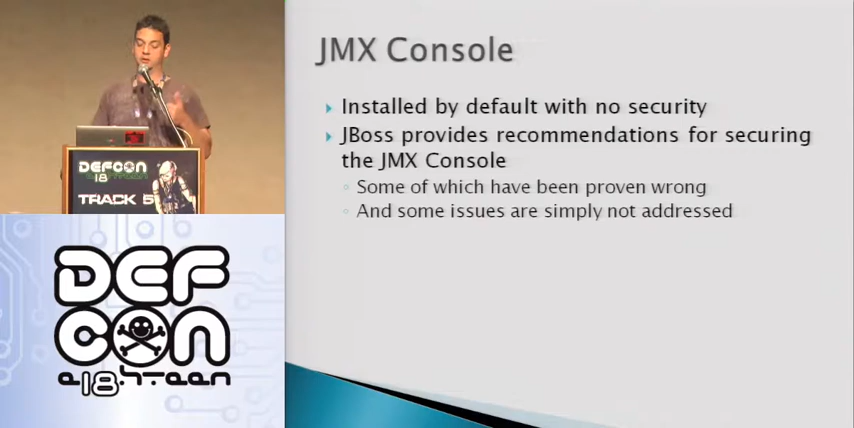 JMX Console
Installed by default with no security
JBoss provides recommendations for securing
the JMX Console
Some of which have been proven wrong
And some issues are simply not addressed
DEFCON
18
TRACK 5
DEF
CON